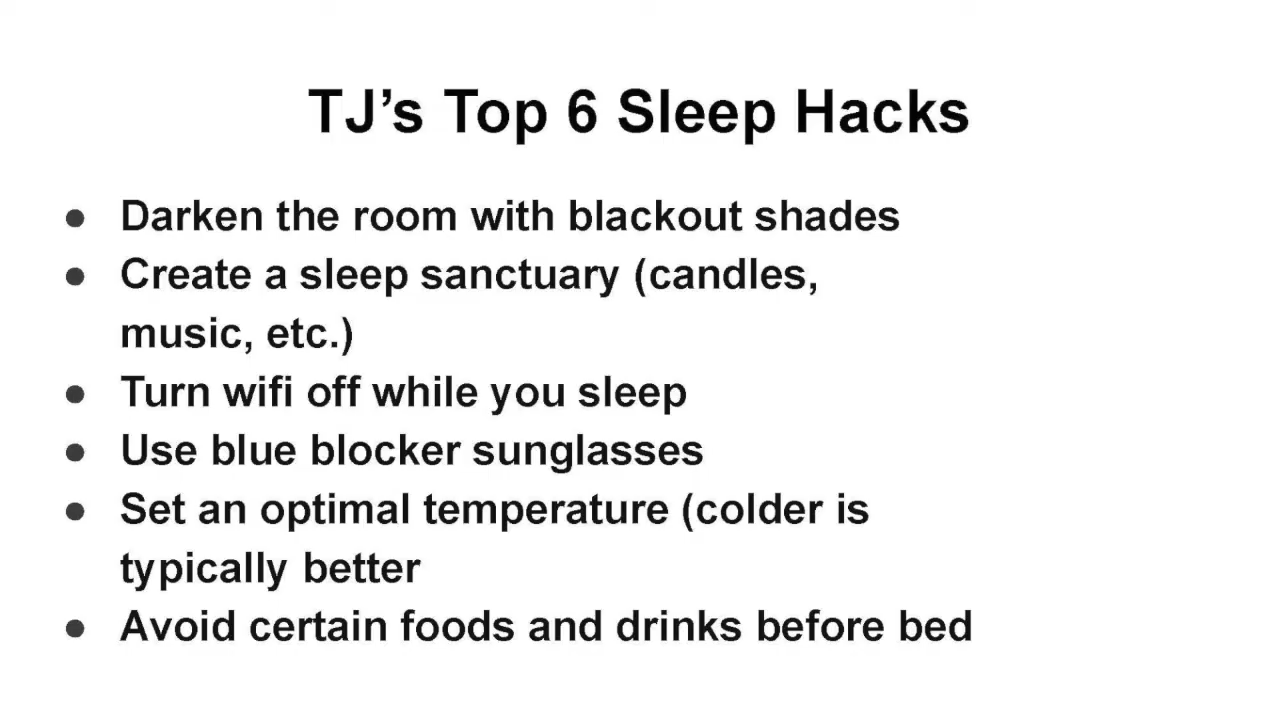 TJ’s Top 6 Sleep Hacks
● Darken the room with blackout shades
● Create a sleep sanctuary (candles,
music, etc.)
● Turn wifi off while you sleep
● Use blue blocker sunglasses
● Set an optimal temperature (colder is
typically better
● Avoid certain foods and drinks before bed